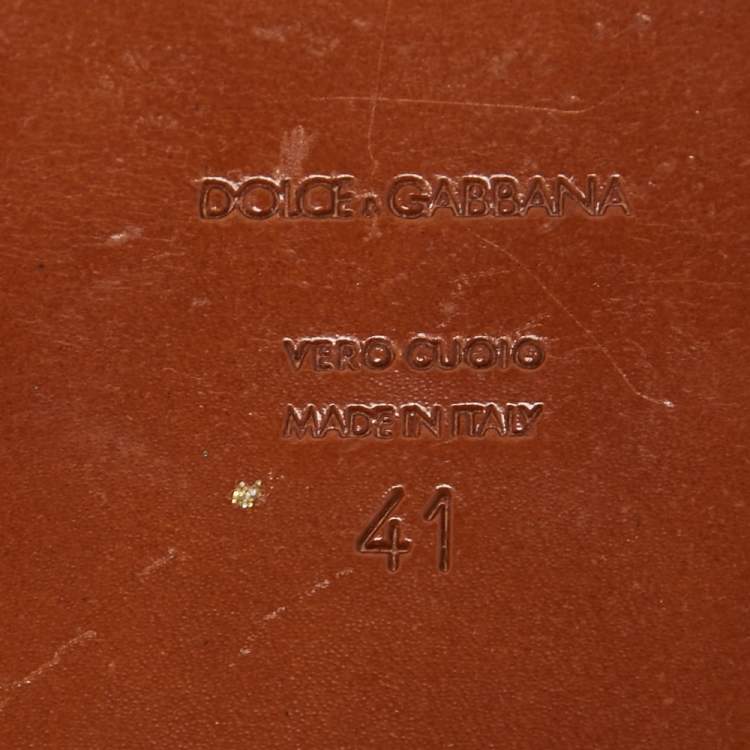 DOLCE & GABBANA
VERO CUOIO
MADE IN ITALY
41